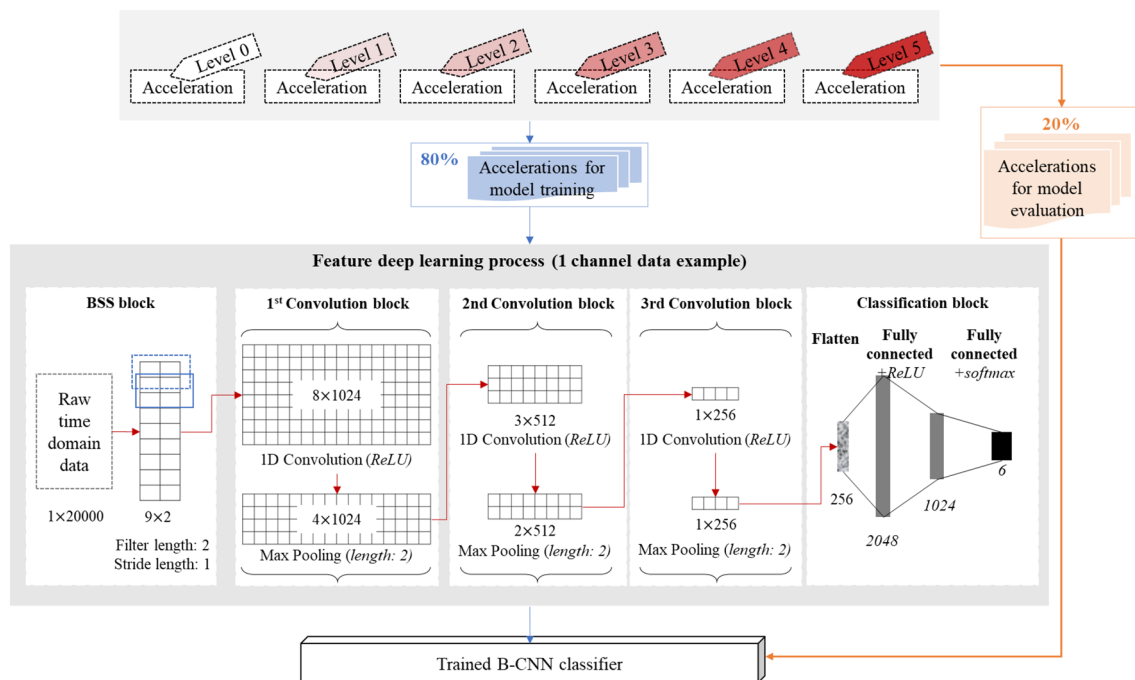 Level 0
Level 1
Level 2
Level 3
Level 4
Level 5
Acceleration
Acceleration
Acceleration
Acceleration
Acceleration
Acceleration
80%
Accelerations for
model training
20%
Accelerations
for model
evaluation
Feature deep learning process (1 channel data example)
BSS block
Raw
time
domain
data
1×20000
9×2
Filter length: 2
Stride length: 1
1st Convolution block
8×1024
1D Convolution (ReLU)
4×1024
Max Pooling (length: 2)
2nd Convolution block
3×512
1D Convolution (ReLU)
2×512
Max Pooling (length: 2)
3rd Convolution block
1×256
1D Convolution (ReLU)
1×256
Max Pooling (length: 2)
Classification block
Flatten
Fully
connected
+ReLU
Fully
connected
+softmax
256
2048
1024
6
Trained B-CNN classifier